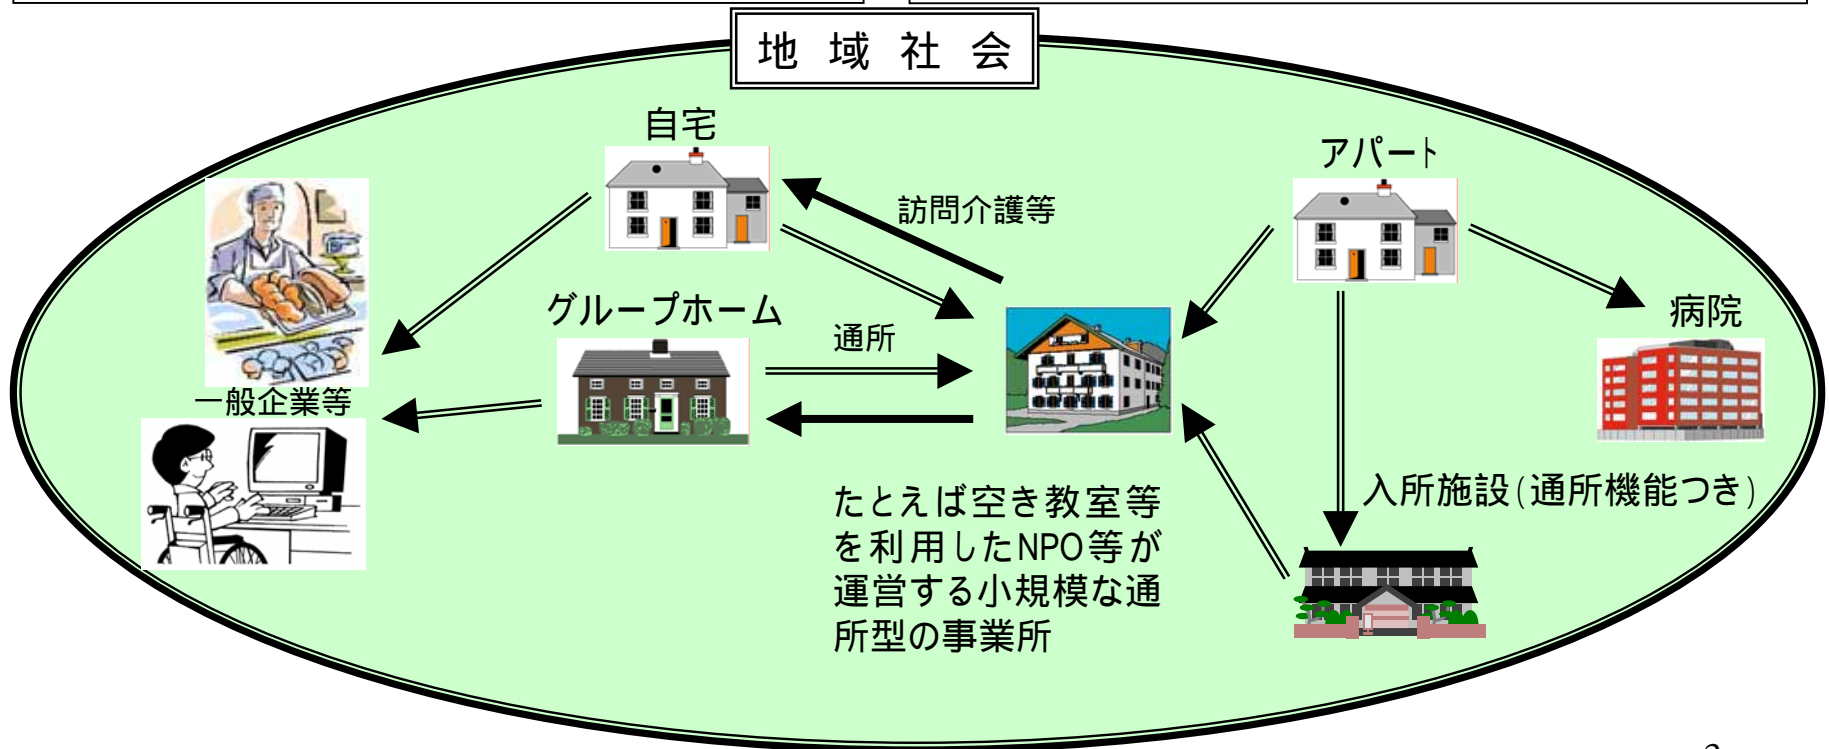 地域社会
自宅
アパート
訪問介護等
グループホーム
通所
病院
一般企業等
入所施設(通所機能つき)
たとえば空き教室等
を利用したNPO等が
運営する小規模な通
所型の事業所